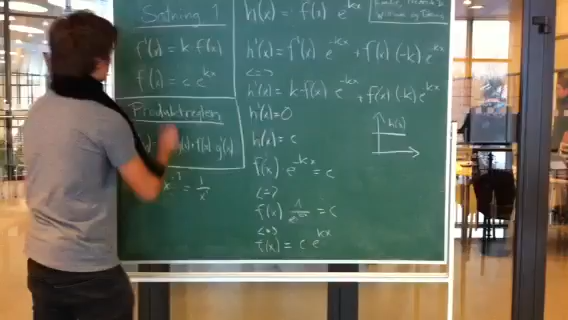 Sætning 1
f'(x) = k · f(x)
f(x) = c e^kx
Produktreglen
g(x) + f(x) · g'(x)
x^-1 = 1/x
h(x) = f(x) e^-kx
h'(x) = f'(x) e^-kx + f(x) (-k) e^-kx
<=>
h'(x) = k·f(x) e^-kx + f(x) (-k) e^-kx
h'(x) = 0
h(x) = c
f(x) e^-kx = c
<=>
f(x) 1/e^kx = c
<=>
f(x) = c e^kx
h(x)